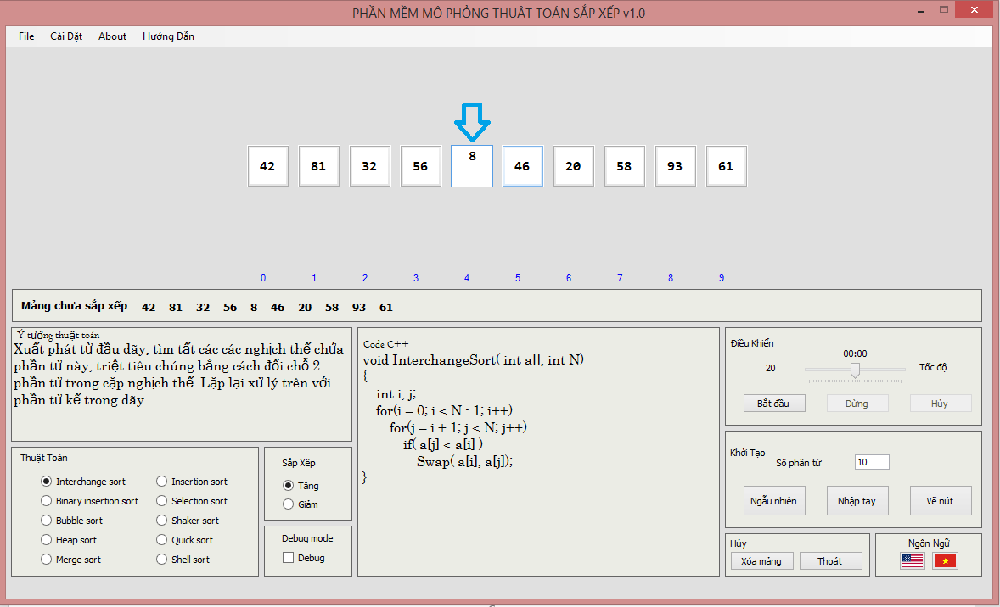 PHẦN MỀM MÔ PHỎNG THUẬT TOÁN SẮP XẾP v1.0
File Cài Đặt About Hướng Dẫn
42 81 32 56 8 46 20 58 93 61
0 1 2 3 4 5 6 7 8 9
Mảng chưa sắp xếp 42 81 32 56 8 46 20 58 93 61
Ý tưởng thuật toán
Xuất phát từ đầu dãy, tìm tất các các nghịch thế chứa
phần tử này, triệt tiêu chúng bằng cách đổi chỗ 2
phần tử trong cặp nghịch thế. Lặp lại xử lý trên với
phần tử kế trong dãy.
Code C++
void InterchangeSort( int a[], int N)
{
int i, j;
for(i = 0; i < N - 1; i++)
for(j = i + 1; j < N; j++)
if( a[j] < a[i] )
Swap( a[i], a[j]);
}
Điều Khiển
00:00
20 Tốc độ
Bắt đầu Dừng Hủy
Thuật Toán
Interchange sort Insertion sort
Binary insertion sort Selection sort
Bubble sort Shaker sort
Heap sort Quick sort
Merge sort Shell sort
Sắp Xếp
Tăng
Giảm
Debug mode
Debug
Khởi Tạo
Số phần tử 10
Ngẫu nhiên Nhập tay Vẽ nút
Hủy
Xóa mảng Thoát
Ngôn Ngữ